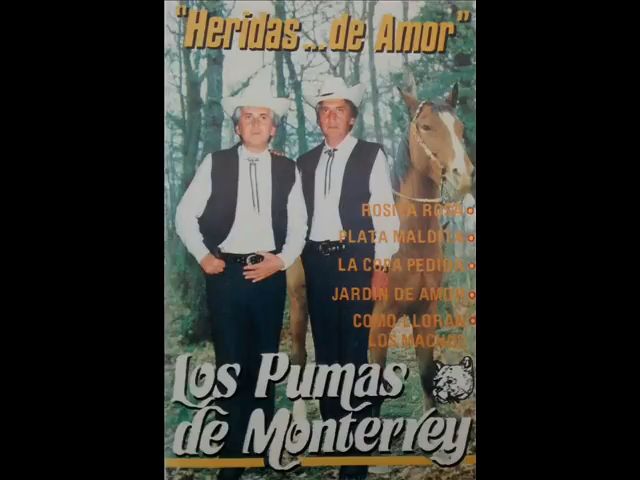 "Heridas...de Amor"
ROSITA ROSA
PLATA MALDITA
LA COPA PEDIDA
JARDIN DE AMOR
COMO LLORAN
LOS MACHOS
Los Pumas
de Monterrey